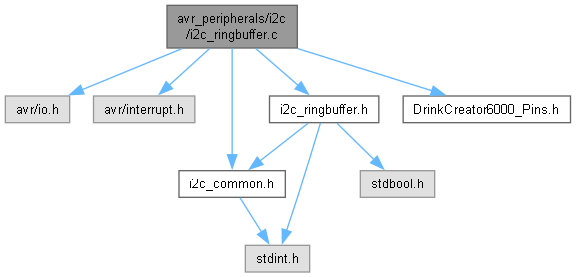 avr_peripherals/i2c
/i2c_ringbuffer.c
avr/io.h
avr/interrupt.h
i2c_ringbuffer.h
DrinkCreator6000_Pins.h
i2c_common.h
stdbool.h
stdint.h